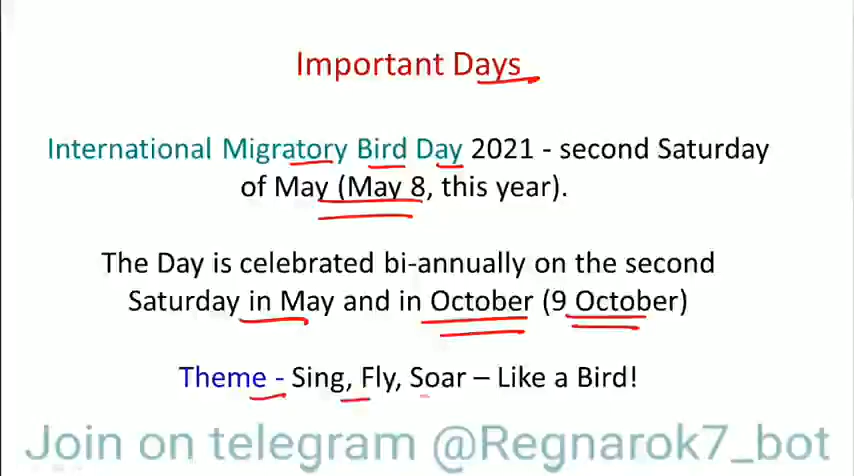 Important Days
International Migratory Bird Day 2021 - second Saturday
of May (May 8, this year).
The Day is celebrated bi-annually on the second
Saturday in May and in October (9 October)
Theme - Sing, Fly, Soar – Like a Bird!
Join on telegram @Regnarok7_bot